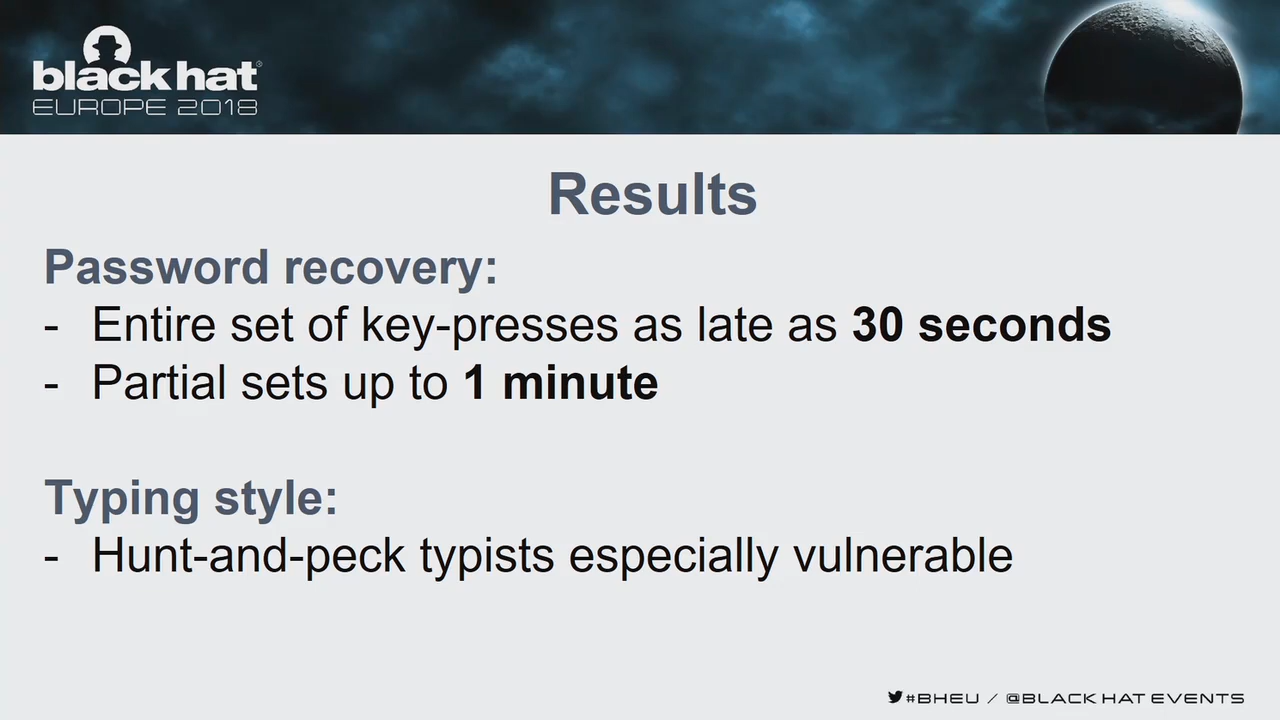 black hat®
EUROPE 2018
Results
Password recovery:
- Entire set of key-presses as late as 30 seconds
- Partial sets up to 1 minute
Typing style:
- Hunt-and-peck typists especially vulnerable
#BHEU / @BLACK HAT EVENTS